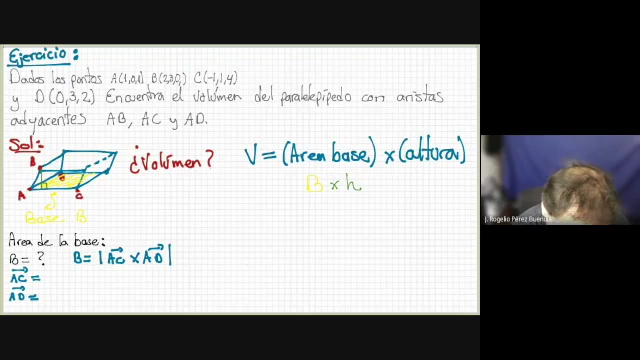 Ejercicio:
Dados los puntos A(1,0,1) B(2,3,0) C(-1,1,4)
y D(0,3,2) Encuentra el volúmen del paralelepípedo con aristas
adyacentes AB, AC y AD.
Sol:
¿Volúmen?
V = (Area base) × (altura)
B × h
B
A
C
Base B
Area de la base:
B = ? B = | AC × AD |
AC =
AD =
J. Rogelio Pérez Buendía